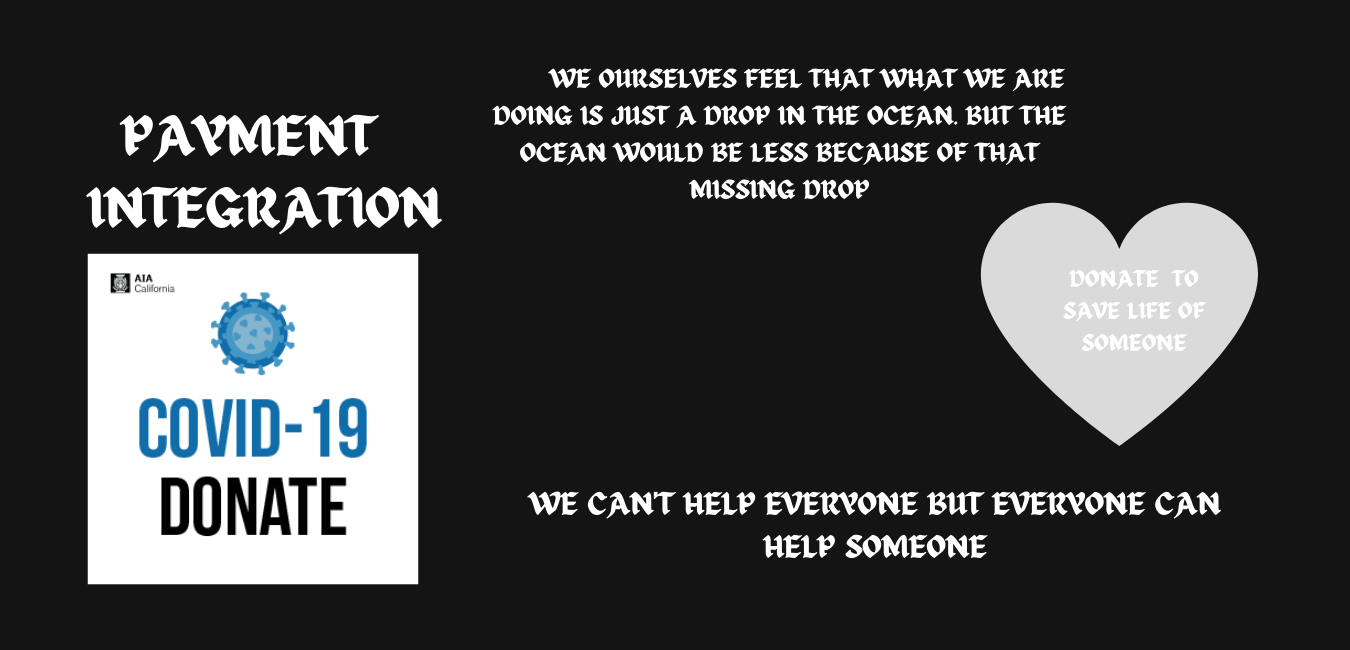 PAYMENT
INTEGRATION
AIA
California
COVID-19
DONATE
WE OURSELVES FEEL THAT WHAT WE ARE
DOING IS JUST A DROP IN THE OCEAN. BUT THE
OCEAN WOULD BE LESS BECAUSE OF THAT
MISSING DROP
DONATE TO
SAVE LIFE OF
SOMEONE
WE CAN'T HELP EVERYONE BUT EVERYONE CAN
HELP SOMEONE